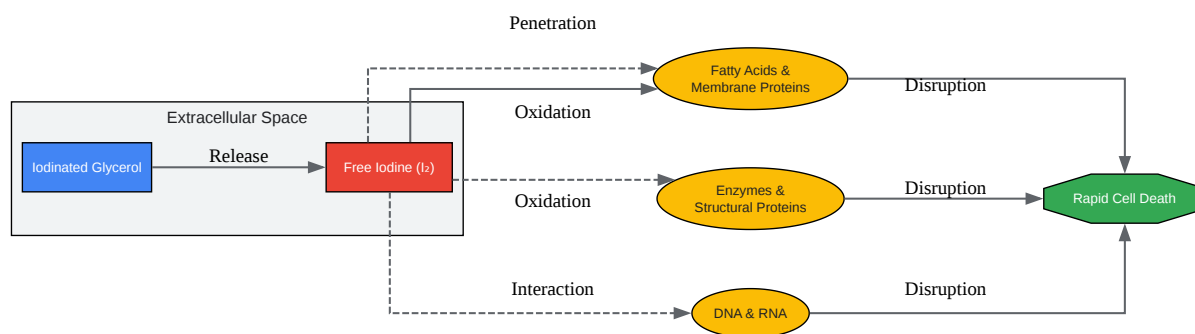 Penetration
Fatty Acids &
Membrane Proteins
Disruption
Oxidation
Extracellular Space
Iodinated Glycerol
Release
Free Iodine (I₂)
Oxidation
Enzymes &
Structural Proteins
Disruption
Rapid Cell Death
Interaction
DNA & RNA
Disruption